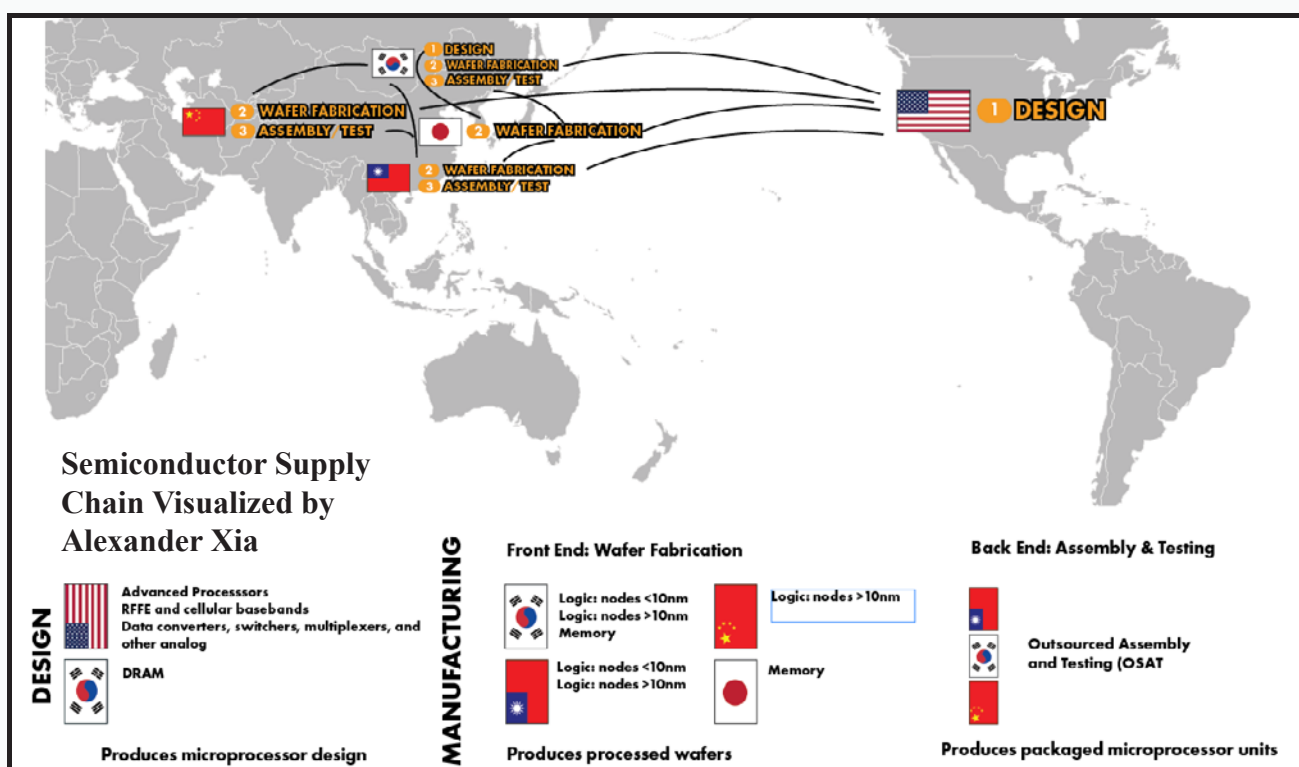 1 DESIGN
2 WAFER FABRICATION
3 ASSEMBLY/TEST
2 WAFER FABRICATION
3 ASSEMBLY/TEST
2 WAFER FABRICATION
2 WAFER FABRICATION
3 ASSEMBLY/TEST
1 DESIGN
Semiconductor Supply
Chain Visualized by
Alexander Xia
DESIGN
Advanced Processsors
RFFE and cellular basebands
Data converters, switchers, multiplexers, and
other analog
DRAM
Produces microprocessor design
MANUFACTURING
Front End: Wafer Fabrication
Logic: nodes <10nm
Logic: nodes >10nm
Memory
Logic: nodes >10nm
Logic: nodes <10nm
Logic: nodes >10nm
Memory
Produces processed wafers
Back End: Assembly & Testing
Outsourced Assembly
and Testing (OSAT
Produces packaged microprocessor units